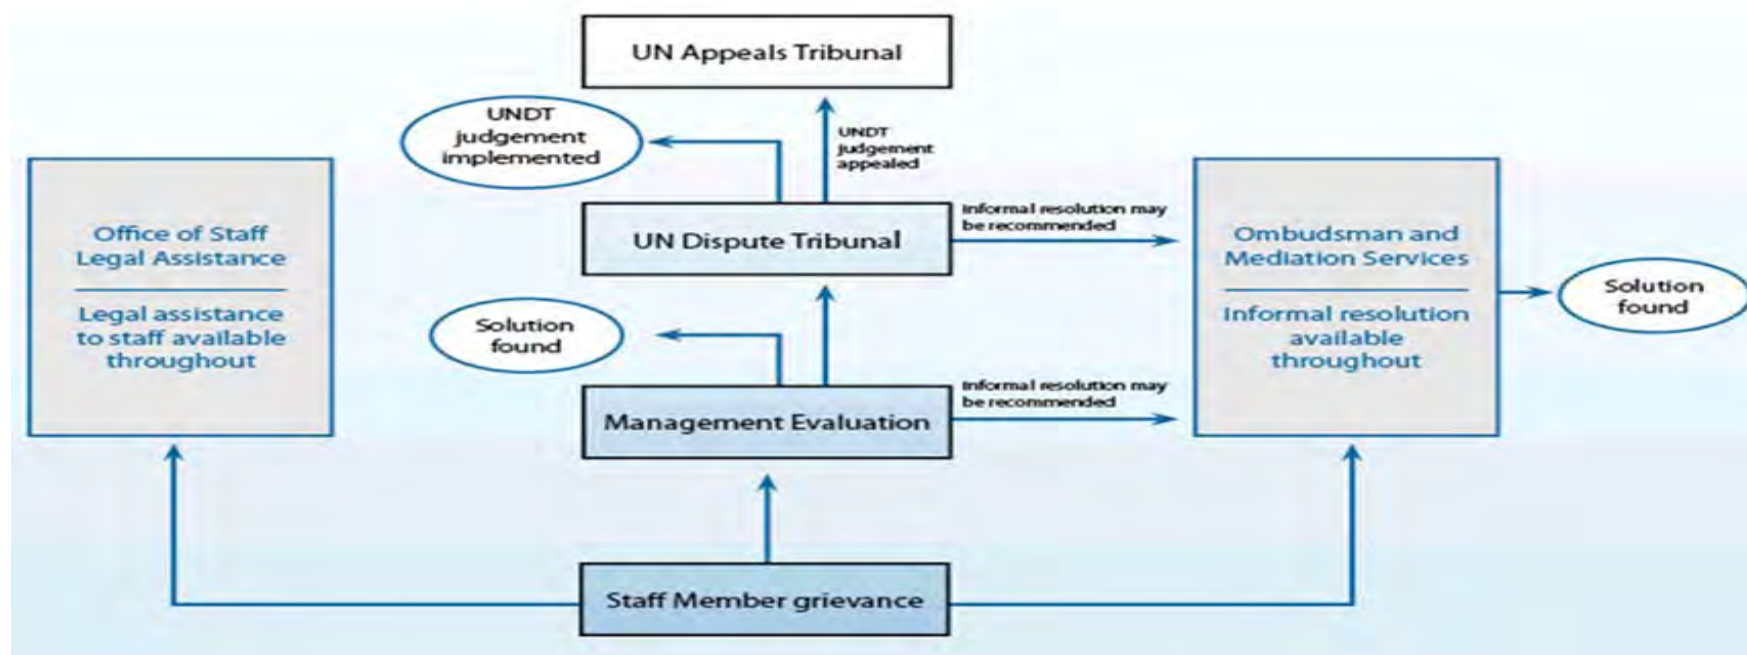 UN Appeals Tribunal
UNDT
judgement
implemented
UNDT
judgement
appealed
Office of Staff
Legal Assistance
Legal assistance
to staff available
throughout
UN Dispute Tribunal
Informal resolution may
be recommended
Ombudsman and
Mediation Services
Informal resolution
available
throughout
Solution
found
Solution
found
Management Evaluation
Informal resolution may
be recommended
Staff Member grievance